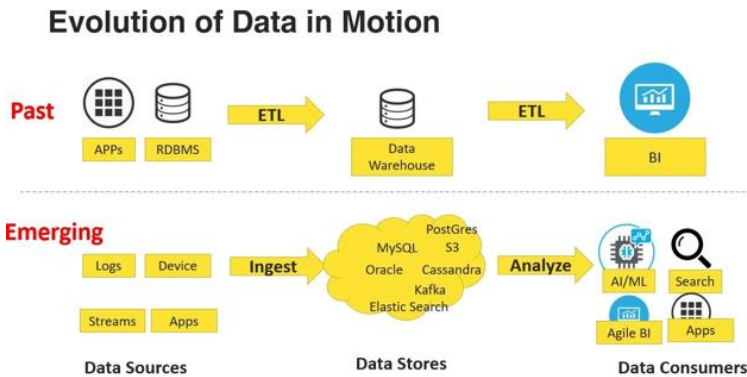 Evolution of Data in Motion
Past
APPs
RDBMS
ETL
Data
Warehouse
ETL
BI
Emerging
Logs
Device
Streams
Apps
Ingest
PostGres
MySQL
S3
Oracle
Cassandra
Kafka
Elastic Search
Analyze
AI/ML
Search
Agile BI
Apps
Data Sources
Data Stores
Data Consumers